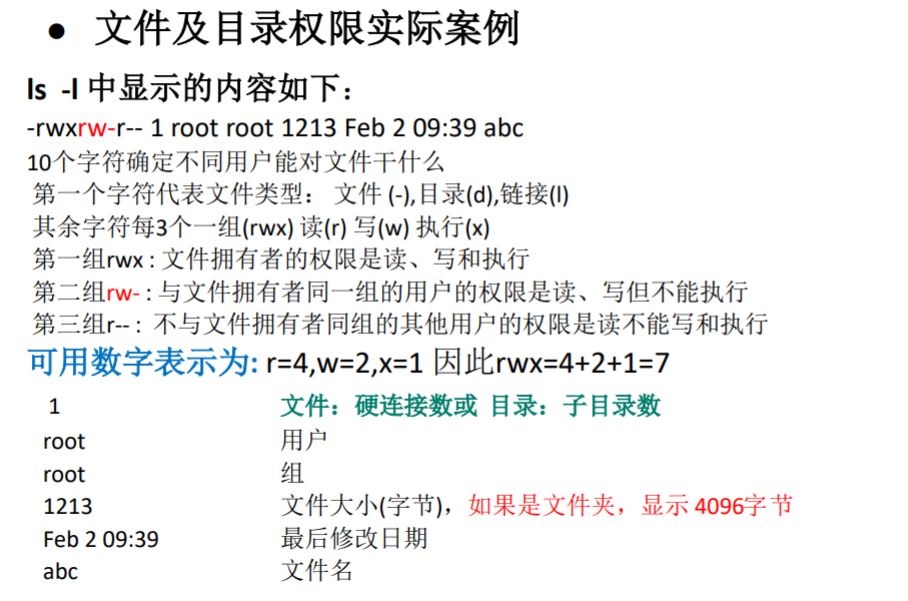 ● 文件及目录权限实际案例
ls -l 中显示的内容如下：
-rwxrw-r-- 1 root root 1213 Feb 2 09:39 abc
10个字符确定不同用户能对文件干什么
第一个字符代表文件类型： 文件 (-),目录(d),链接(l)
其余字符每3个一组(rwx) 读(r) 写(w) 执行(x)
第一组rwx : 文件拥有者的权限是读、写和执行
第二组rw- : 与文件拥有者同一组的用户的权限是读、写但不能执行
第三组r-- : 不与文件拥有者同组的其他用户的权限是读不能写和执行
可用数字表示为: r=4,w=2,x=1 因此rwx=4+2+1=7
1 文件：硬连接数或 目录：子目录数
root 用户
root 组
1213 文件大小(字节)，如果是文件夹，显示 4096字节
Feb 2 09:39 最后修改日期
abc 文件名